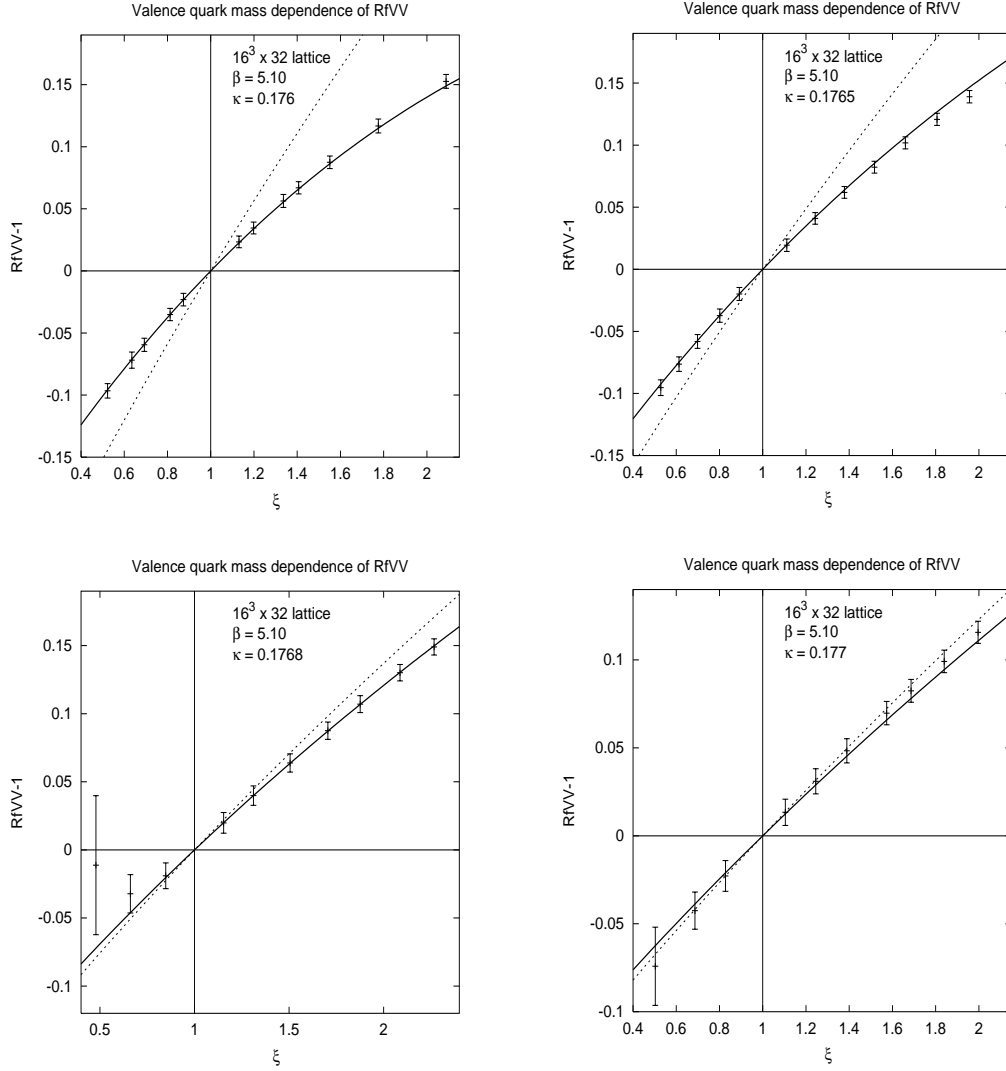 Valence quark mass dependence of RfVV
16³ x 32 lattice
β = 5.10
κ = 0.176
0.15
0.1
0.05
0
-0.05
-0.1
-0.15
RfVV-1
0.4 0.6 0.8 1 1.2 1.4 1.6 1.8 2
ξ
Valence quark mass dependence of RfVV
16³ x 32 lattice
β = 5.10
κ = 0.1765
0.15
0.1
0.05
0
-0.05
-0.1
-0.15
RfVV-1
0.4 0.6 0.8 1 1.2 1.4 1.6 1.8 2
ξ
Valence quark mass dependence of RfVV
16³ x 32 lattice
β = 5.10
κ = 0.1768
0.15
0.1
0.05
0
-0.05
-0.1
RfVV-1
0.5 1 1.5 2
ξ
Valence quark mass dependence of RfVV
16³ x 32 lattice
β = 5.10
κ = 0.177
0.1
0.05
0
-0.05
-0.1
RfVV-1
0.4 0.6 0.8 1 1.2 1.4 1.6 1.8 2
ξ